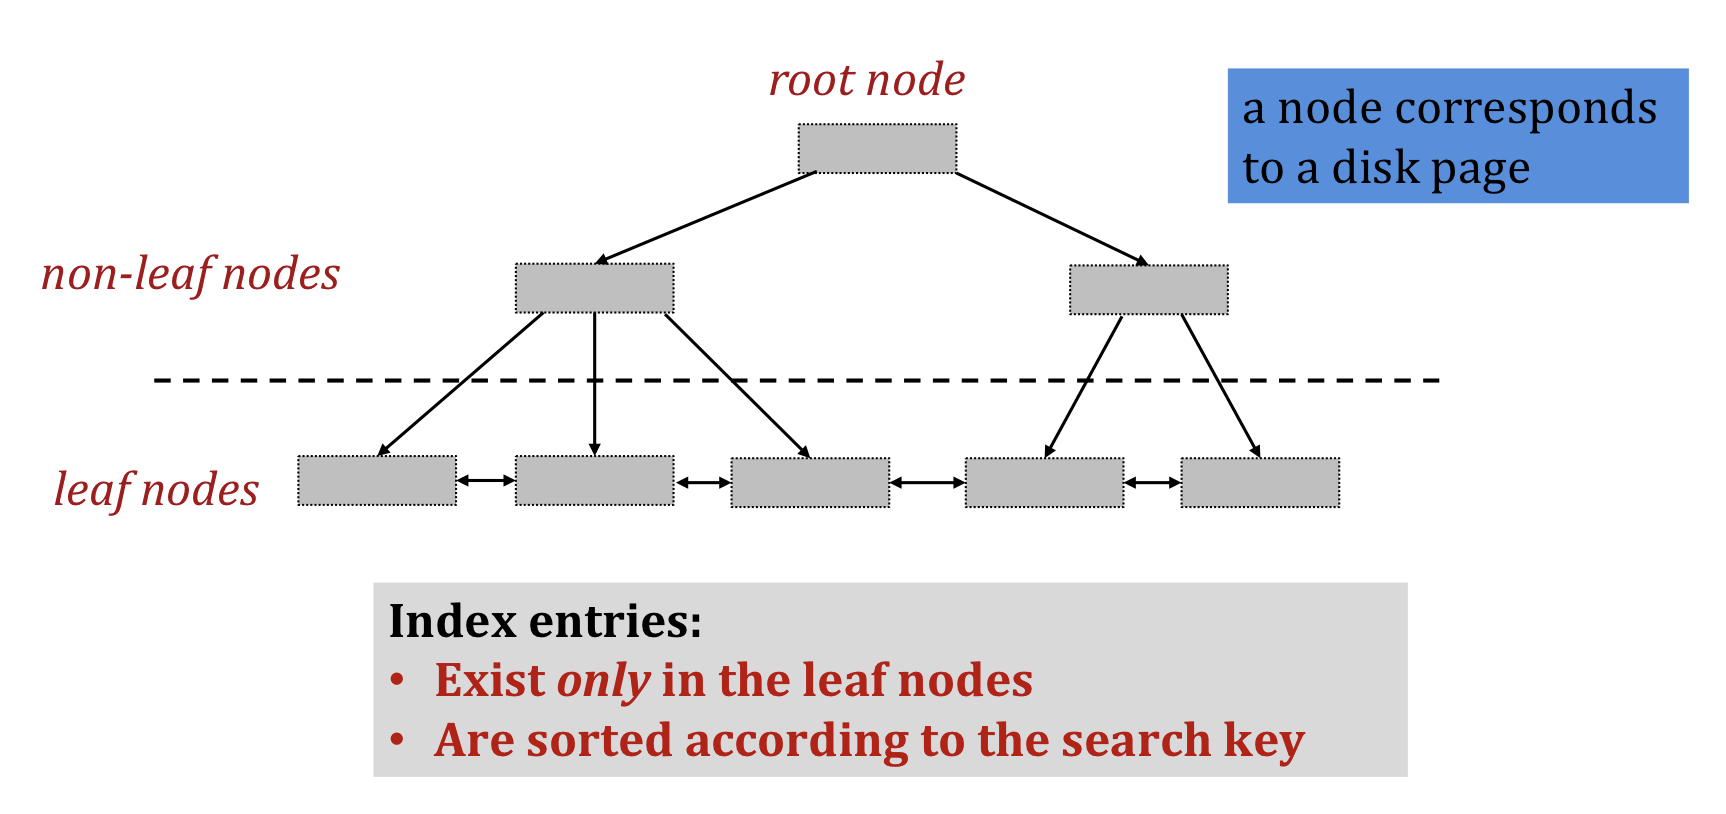 root node
a node corresponds
to a disk page
non-leaf nodes
leaf nodes
Index entries:
• Exist only in the leaf nodes
• Are sorted according to the search key